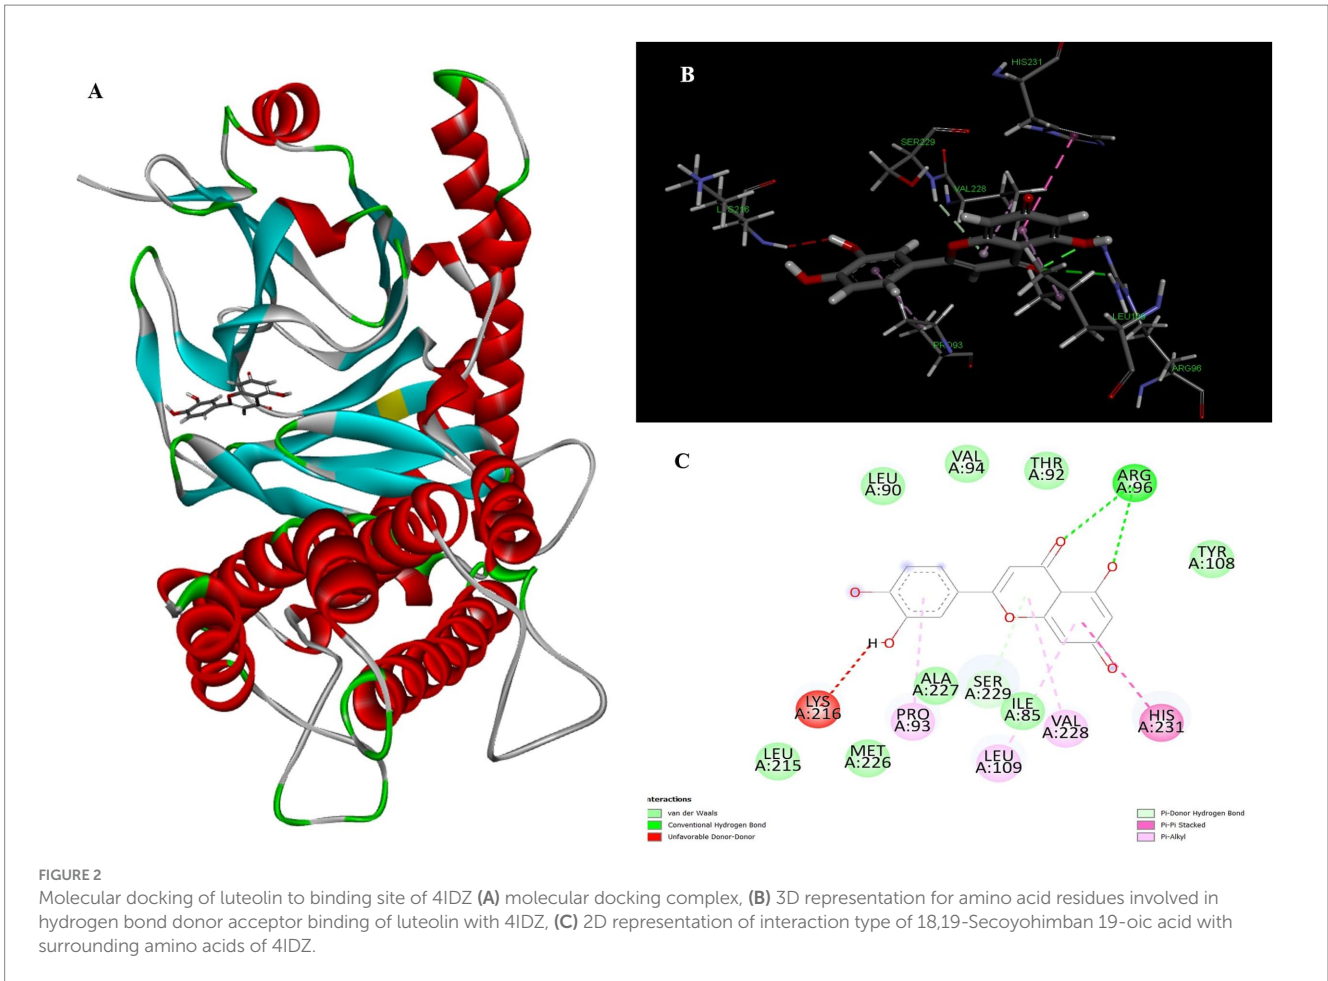 A
B
HIS231
SER229
VAL228
PRO93
ARG96
C
LEU
A:90
VAL
A:94
THR
A:92
ARG
A:96
TYR
A:108
O
O
O
O
H
O
O
LYS
A:216
PRO
A:93
ALA
A:227
SER
A:229
ILE
A:85
VAL
A:228
HIS
A:231
LEU
A:215
MET
A:226
LEU
A:109
nteractions
van der Waals
Conventional Hydrogen Bond
Unfavorable Donor-Donor
Pi-Donor Hydrogen Bond
Pi-Pi Stacked
Pi-Alkyl
FIGURE 2
Molecular docking of luteolin to binding site of 4IDZ (A) molecular docking complex, (B) 3D representation for amino acid residues involved in
hydrogen bond donor acceptor binding of luteolin with 4IDZ, (C) 2D representation of interaction type of 18,19-Secoyohimban 19-oic acid with
surrounding amino acids of 4IDZ.